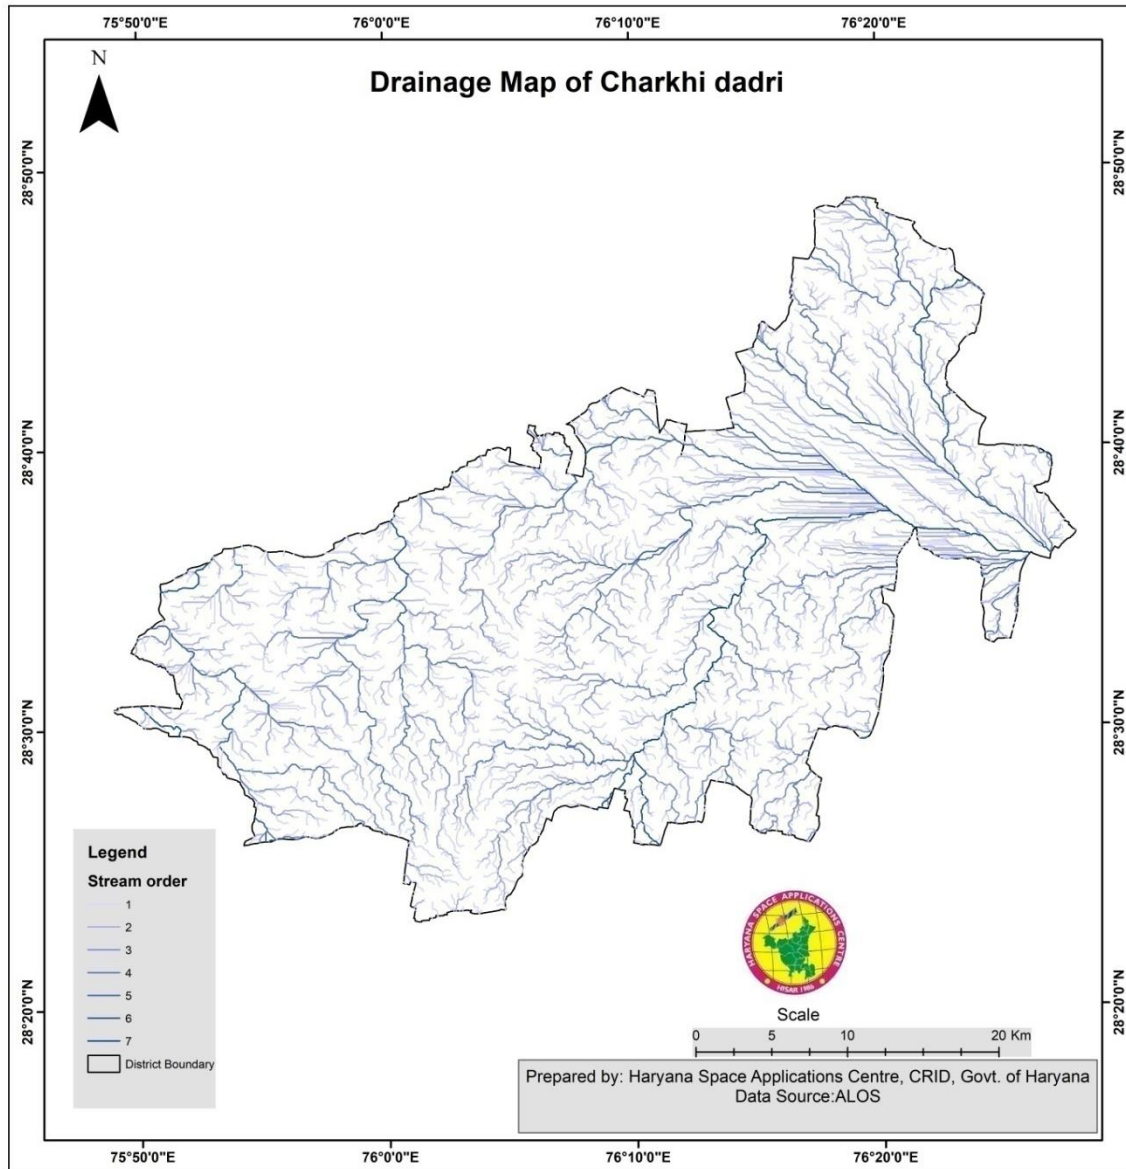 75°50'0"E 76°0'0"E 76°10'0"E 76°20'0"E
N
Drainage Map of Charkhi dadri
28°50'0"N 28°50'0"N
28°40'0"N 28°40'0"N
28°30'0"N 28°30'0"N
28°20'0"N 28°20'0"N
Legend
Stream order
1
2
3
4
5
6
7
District Boundary
HARYANA SPACE APPLICATIONS CENTRE
HISAR 1986
Scale
0 5 10 20 Km
Prepared by: Haryana Space Applications Centre, CRID, Govt. of Haryana
Data Source:ALOS
75°50'0"E 76°0'0"E 76°10'0"E 76°20'0"E